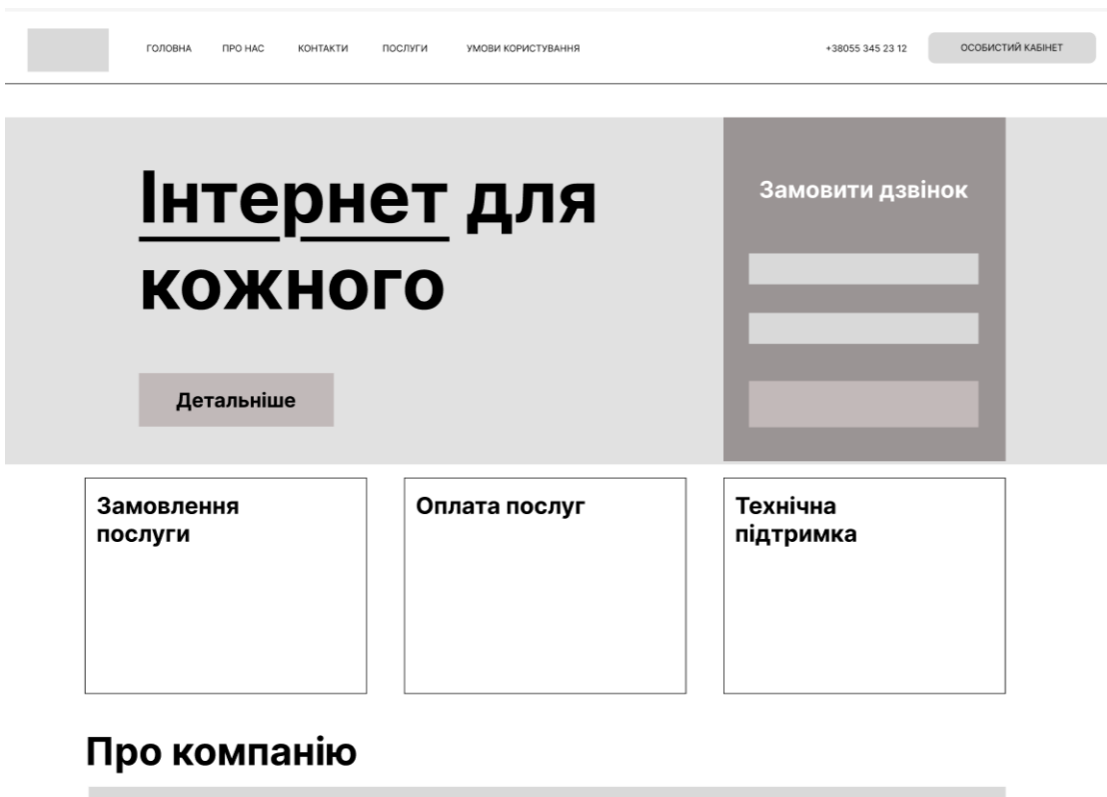 ГОЛОВНА ПРО НАС КОНТАКТИ ПОСЛУГИ УМОВИ КОРИСТУВАННЯ +38055 345 23 12 ОСОБИСТИЙ КАБІНЕТ
Інтернет для
кожного
Детальніше
Замовити дзвінок
Замовлення
послуги
Оплата послуг
Технічна
підтримка
Про компанію